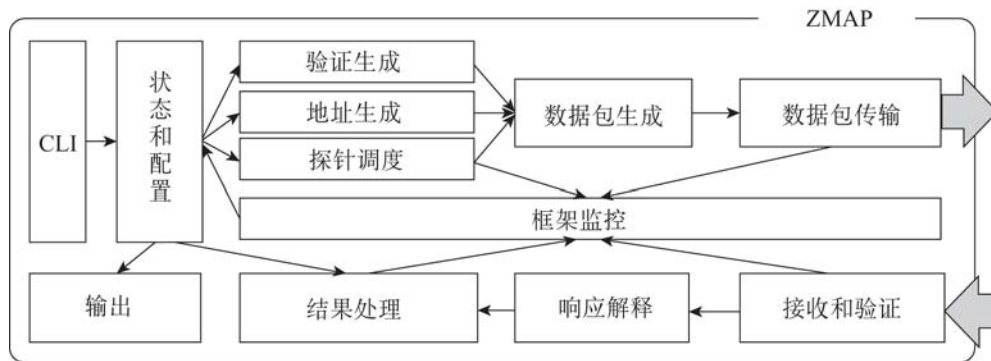 ZMAP
CLI
状态和配置
验证生成
地址生成
探针调度
数据包生成
数据包传输
框架监控
输出
结果处理
响应解释
接收和验证